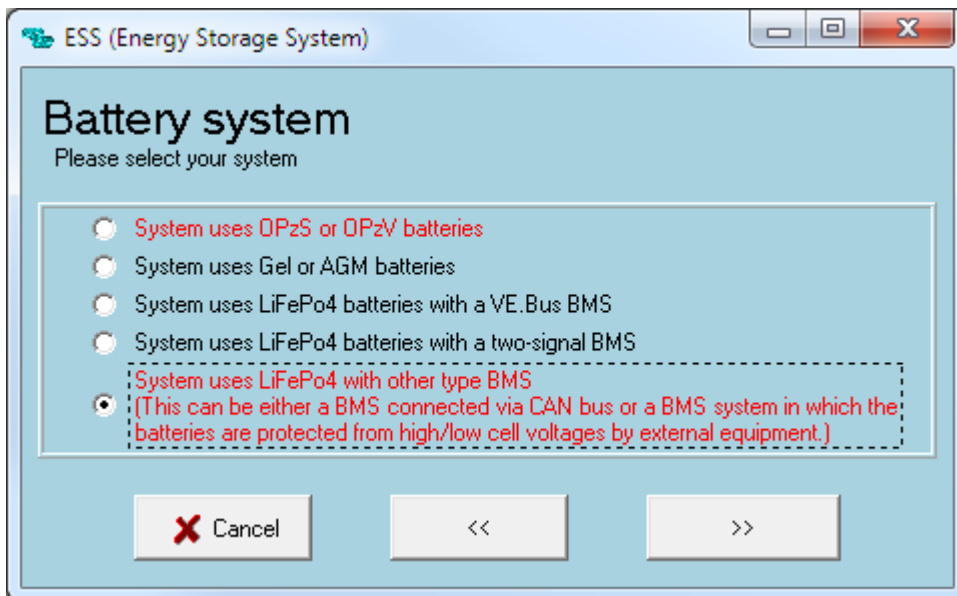 ESS (Energy Storage System)
Battery system
Please select your system
System uses OPzS or OPzV batteries
System uses Gel or AGM batteries
System uses LiFePo4 batteries with a VE.Bus BMS
System uses LiFePo4 batteries with a two-signal BMS
System uses LiFePo4 with other type BMS
(This can be either a BMS connected via CAN bus or a BMS system in which the
batteries are protected from high/low cell voltages by external equipment.)
Cancel
<<
>>